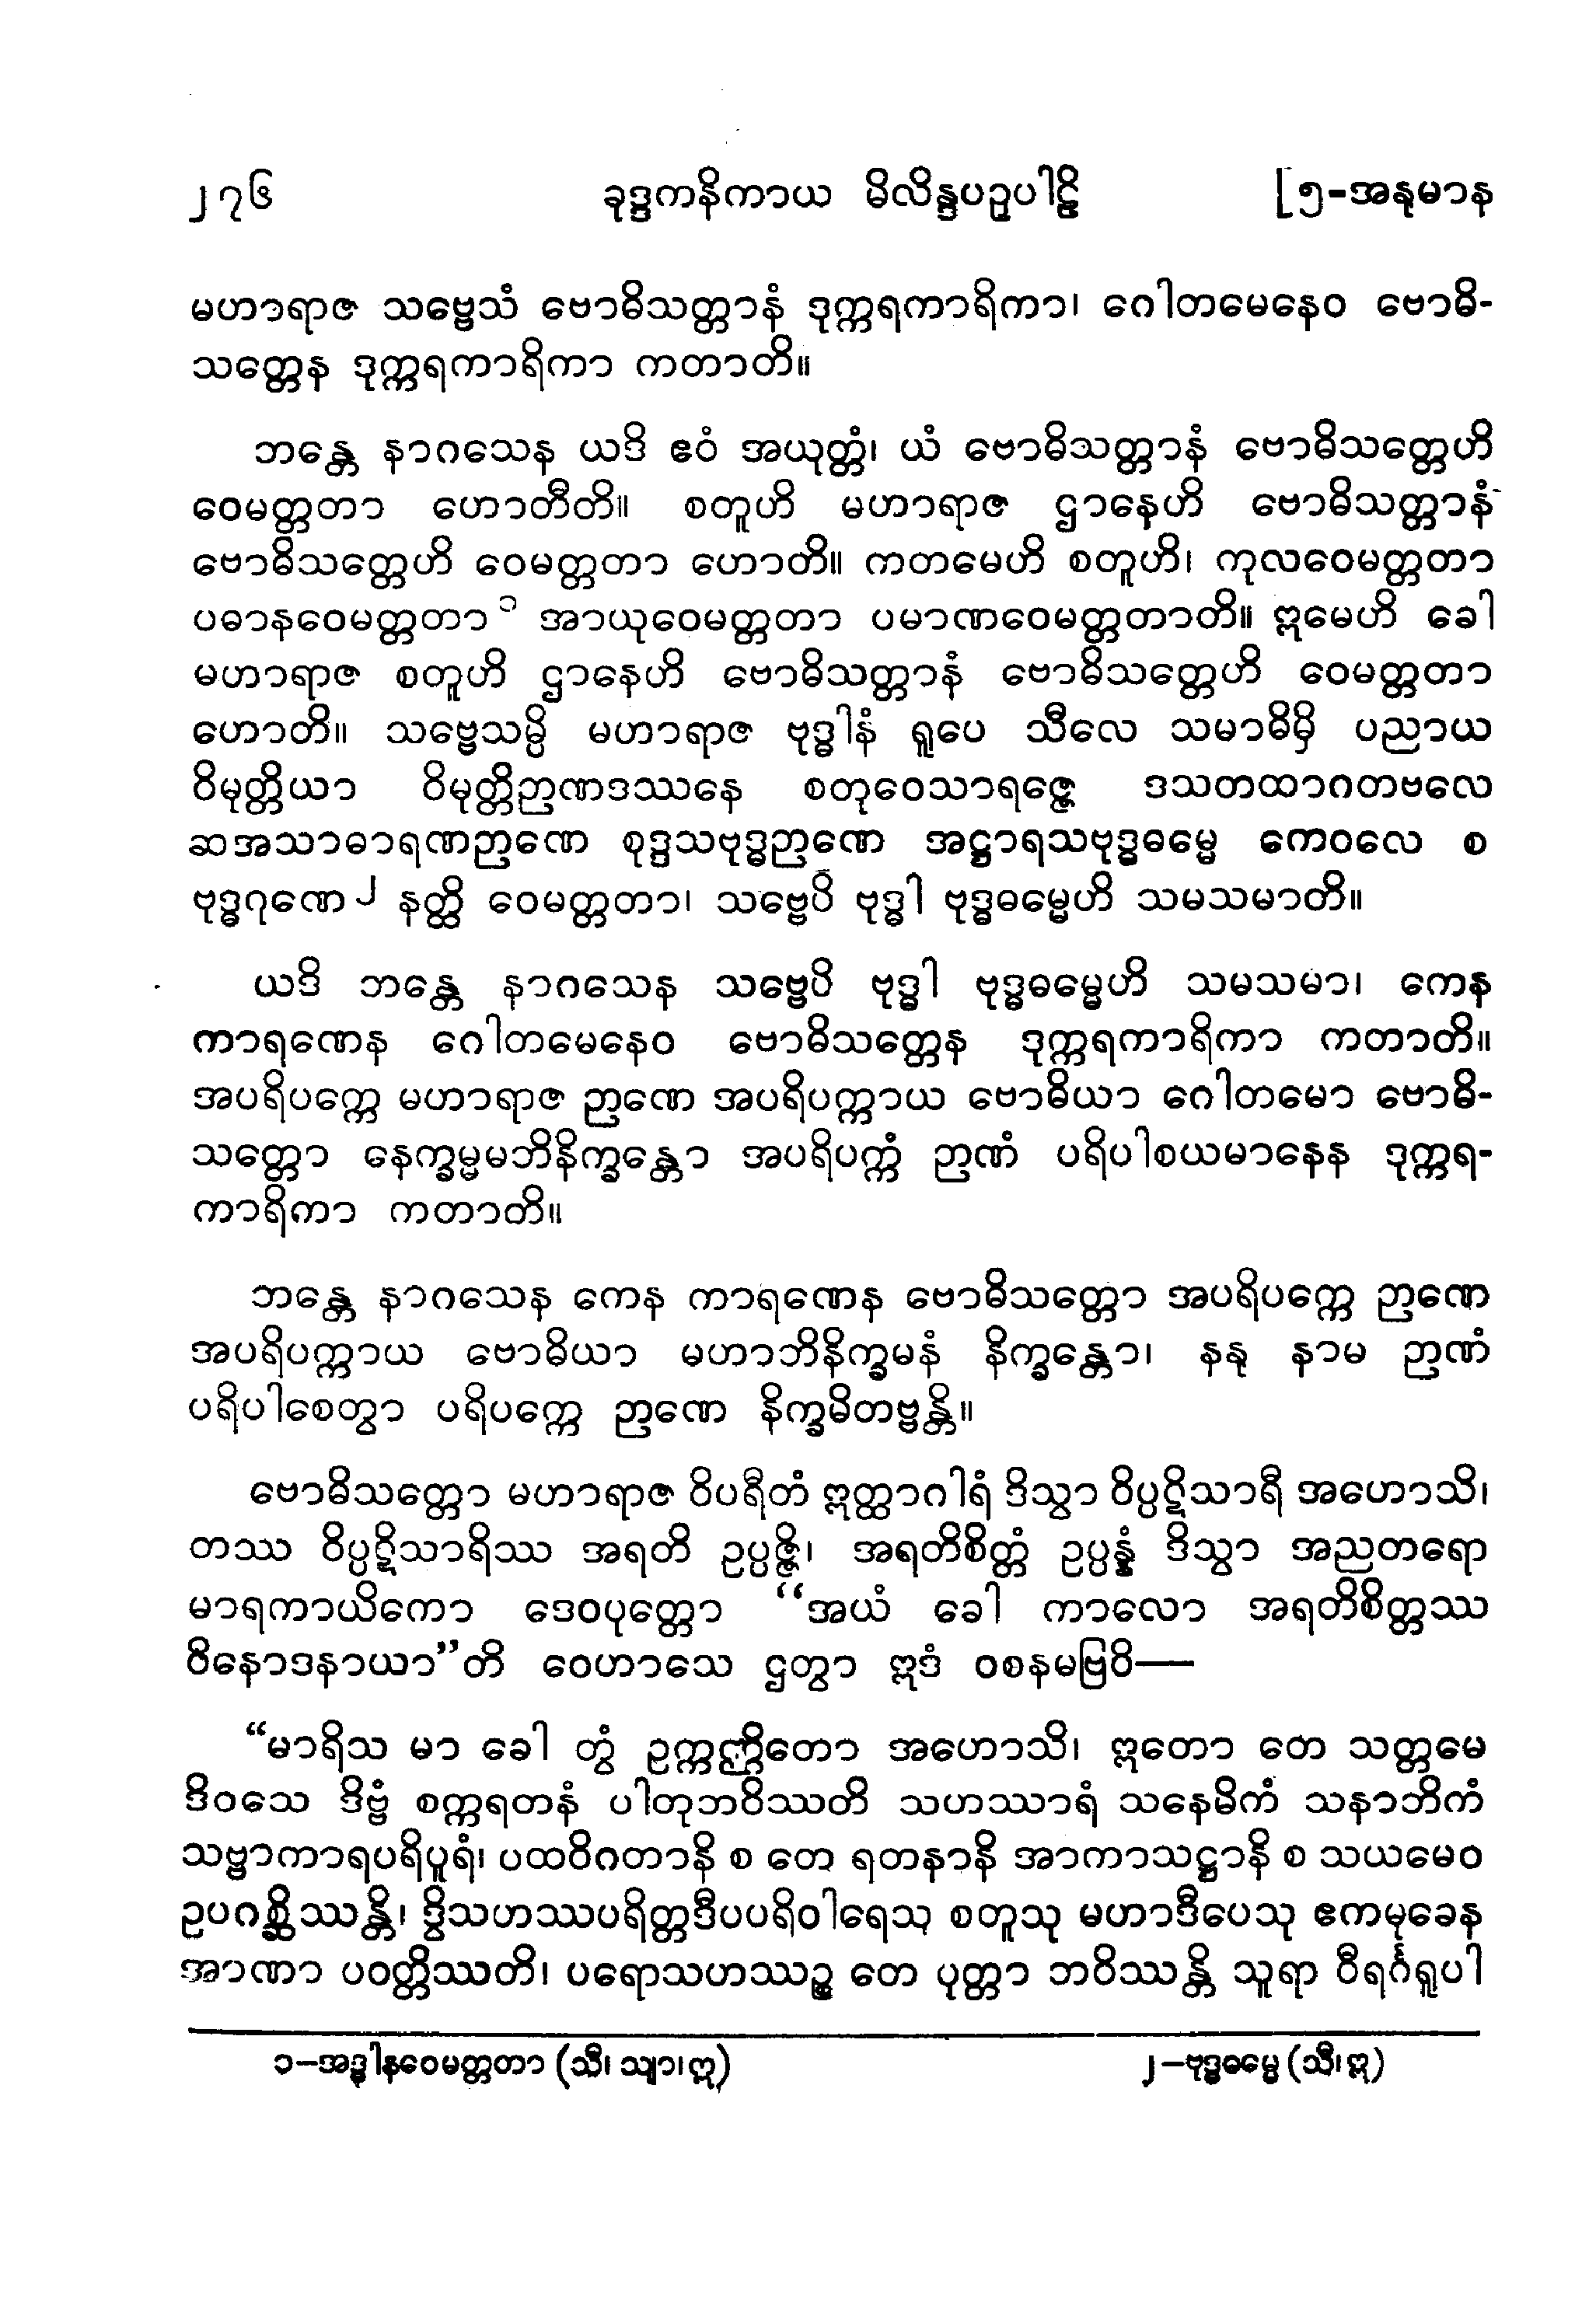 ၂၇၆ ခုဒ္ဒကနိကာယ မိလိန္ဒပဉှပါဠိ [၅-အနုမာန
မဟာရာဇ သဗ္ဗေသံ ဗောဓိသတ္တာနံ ဒုက္ကရကာရိကာ၊ ဂေါတမေနေဝ ဗောဓိ-
သတ္တေန ဒုက္ကရကာရိကာ ကတာတိ။
ဘန္တေ နာဂသေန ယဒိ ဧဝံ အယုတ္တံ၊ ယံ ဗောဓိသတ္တာနံ ဗောဓိသတ္တေဟိ
ဝေမတ္တတာ ဟောတီတိ။ စတူဟိ မဟာရာဇ ဌာနေဟိ ဗောဓိသတ္တာနံ
ဗောဓိသတ္တေဟိ ဝေမတ္တတာ ဟောတိ။ ကတမေဟိ စတူဟိ၊ ကုလဝေမတ္တတာ
ပဓာနဝေမတ္တတာ ၁ အာယုဝေမတ္တတာ ပမာဏဝေမတ္တတာတိ။ ဣမေဟိ ခေါ
မဟာရာဇ စတူဟိ ဌာနေဟိ ဗောဓိသတ္တာနံ ဗောဓိသတ္တေဟိ ဝေမတ္တတာ
ဟောတိ။ သဗ္ဗေသမ္ပိ မဟာရာဇ ဗုဒ္ဓါနံ ရူပေ သီလေ သမာဓိမှိ ပညာယ
ဝိမုတ္တိယာ ဝိမုတ္တိဉာဏဒဿနေ စတုဝေသာရဇ္ဇေ ဒသတထာဂတဗလေ
ဆအသာဓာရဏဉာဏေ စုဒ္ဒသဗုဒ္ဓဉာဏေ အဋ္ဌာရသဗုဒ္ဓဓမ္မေ ကေဝလေ စ
ဗုဒ္ဓဂုဏေ ၂ နတ္ထိ ဝေမတ္တတာ၊ သဗ္ဗေပိ ဗုဒ္ဓါ ဗုဒ္ဓဓမ္မေဟိ သမသမာတိ။
ယဒိ ဘန္တေ နာဂသေန သဗ္ဗေပိ ဗုဒ္ဓါ ဗုဒ္ဓဓမ္မေဟိ သမသမာ၊ ကေန
ကာရဏေန ဂေါတမေနေဝ ဗောဓိသတ္တေန ဒုက္ကရကာရိကာ ကတာတိ။
အပရိပက္ကေ မဟာရာဇ ဉာဏေ အပရိပက္ကာယ ဗောဓိယာ ဂေါတမော ဗောဓိ-
သတ္တော နေက္ခမ္မမဘိနိက္ခန္တော အပရိပက္ကံ ဉာဏံ ပရိပါစယမာနေန ဒုက္ကရ-
ကာရိကာ ကတာတိ။
ဘန္တေ နာဂသေန ကေန ကာရဏေန ဗောဓိသတ္တော အပရိပက္ကေ ဉာဏေ
အပရိပက္ကာယ ဗောဓိယာ မဟာဘိနိက္ခမနံ နိက္ခန္တော၊ နနု နာမ ဉာဏံ
ပရိပါစေတွာ ပရိပက္ကေ ဉာဏေ နိက္ခမိတဗ္ဗန္တိ။
ဗောဓိသတ္တော မဟာရာဇ ဝိပရီတံ ဣတ္ထာဂါရံ ဒိသွာ ဝိပ္ပဋိသာရီ အဟောသိ၊
တဿ ဝိပ္ပဋိသာရိဿ အရတိ ဥပ္ပဇ္ဇိ၊ အရတိစိတ္တံ ဥပ္ပန္နံ ဒိသွာ အညတရော
မာရကာယိကော ဒေဝပုတ္တော “အယံ ခေါ ကာလော အရတိစိတ္တဿ
ဝိနောဒနာယာ”တိ ဝေဟာသေ ဌတွာ ဣဒံ ဝစနမဗြဝိ—
“မာရိသ မာ ခေါ တွံ ဥက္ကဏ္ဌိတော အဟောသိ၊ ဣတော တေ သတ္တမေ
ဒိဝသေ ဒိဗ္ဗံ စက္ကရတနံ ပါတုဘဝိဿတိ သဟဿာရံ သနေမိကံ သနာဘိကံ
သဗ္ဗာကာရပရိပူရံ၊ ပထဝိဂတာနိ စ တေ ရတနာနိ အာကာသဋ္ဌာနိ စ သယမေဝ
ဥပဂစ္ဆိဿန္တိ၊ ဒွိသဟဿပရိတ္တဒီပပရိဝါရေသု စတူသု မဟာဒီပေသု ဧကမုခေန
အာဏာ ပဝတ္တိဿတိ၊ ပရောသဟဿဉ္စ တေ ပုတ္တာ ဘဝိဿန္တိ သူရာ ဝီရင်္ဂရူပါ
၁-အဒ္ဓါနဝေမတ္တတာ (သီ၊ သျာ၊ ဣ) ၂-ဗုဒ္ဓဓမ္မေ (သီ၊ ဣ)